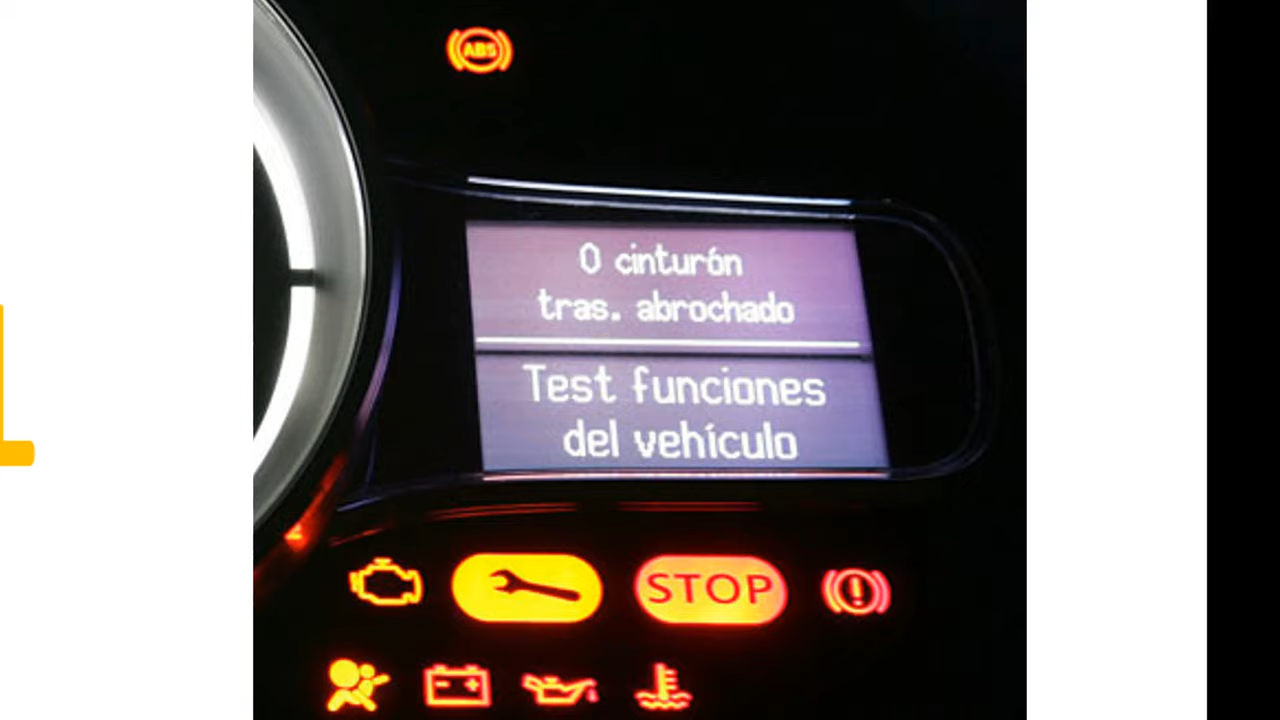 ABS
0 cinturón
tras. abrochado
Test funciones
del vehículo
STOP